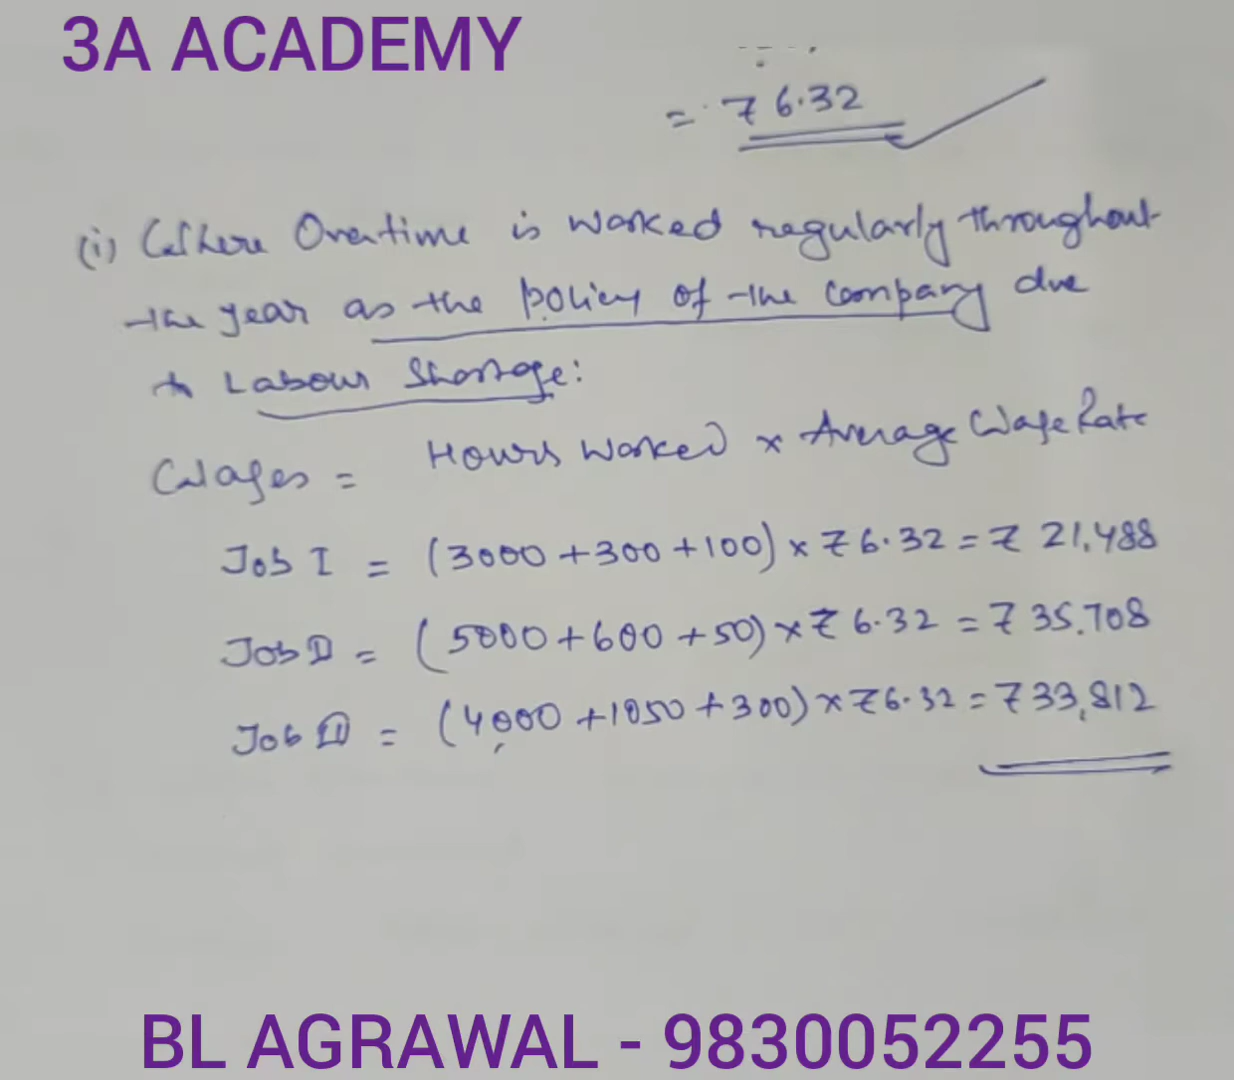 3A ACADEMY
= ₹6.32
(i) Where Overtime is worked regularly throughout
the year as the policy of the company due
to Labour Shortage:
Wages = Hours worked × Average Wage Rate
Job I = (3000 + 300 + 100) × ₹6.32 = ₹ 21,488
Job II = (5000 + 600 + 50) × ₹6.32 = ₹35.708
Job III = (4000 + 1050 + 300) × ₹6.32 = ₹33,812
BL AGRAWAL - 9830052255